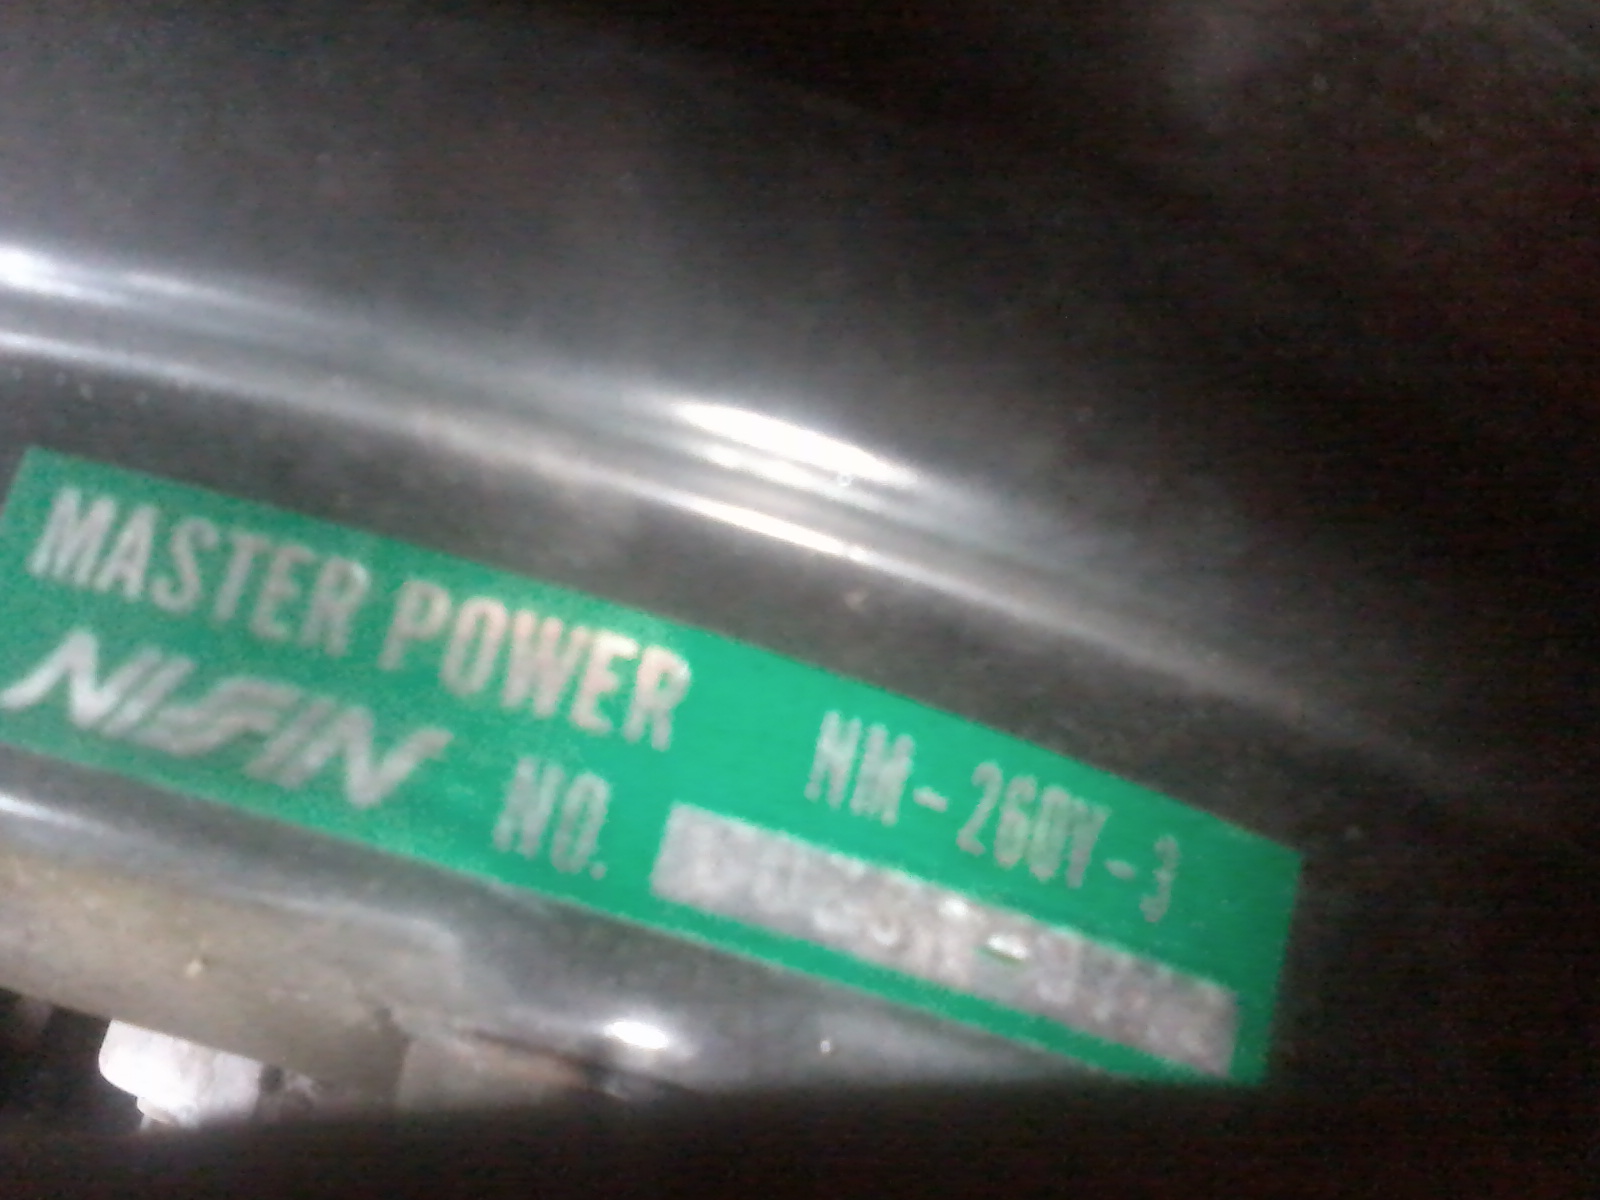 MASTER POWER NM-260V-3
NISSIN NO.